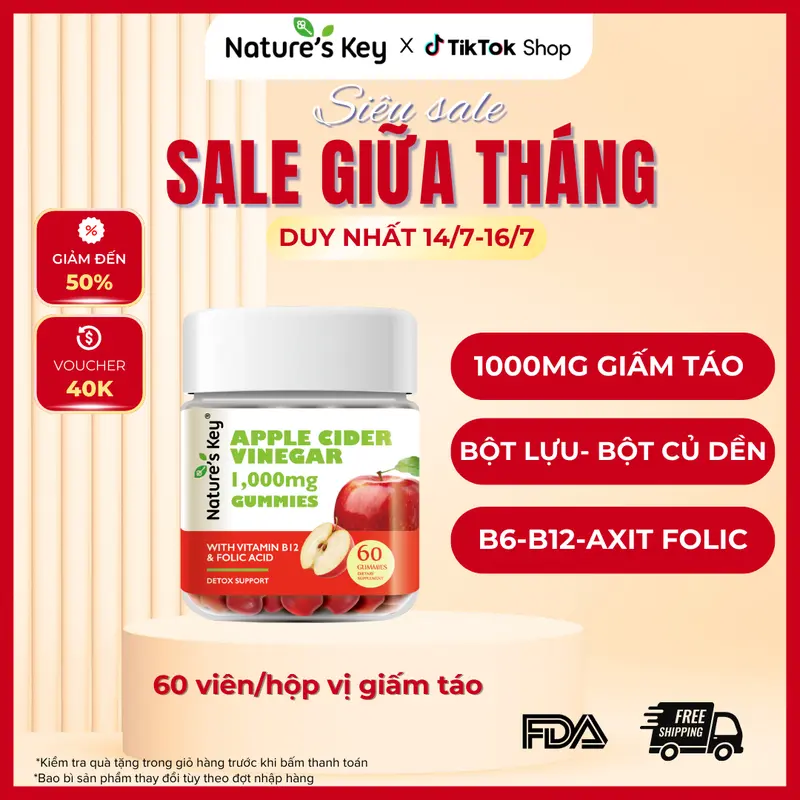 Nature's Key X TikTok Shop
Siêu sale
SALE GIỮA THÁNG
DUY NHẤT 14/7-16/7
%
GIẢM ĐẾN
50%
$
VOUCHER
40K
Nature's Key®
APPLE CIDER
VINEGAR
1,000mg
GUMMIES
WITH VITAMIN B12
& FOLIC ACID
DETOX SUPPORT
60
GUMMIES
DIETARY
SUPPLEMENT
1000MG GIẤM TÁO
BỘT LỰU- BỘT CỦ DỀN
B6-B12-AXIT FOLIC
60 viên/hộp vị giấm táo
FDA
FREE
SHIPPING
*Kiểm tra quà tặng trong giỏ hàng trước khi bấm thanh toán
*Bao bì sản phẩm thay đổi tùy theo đợt nhập hàng